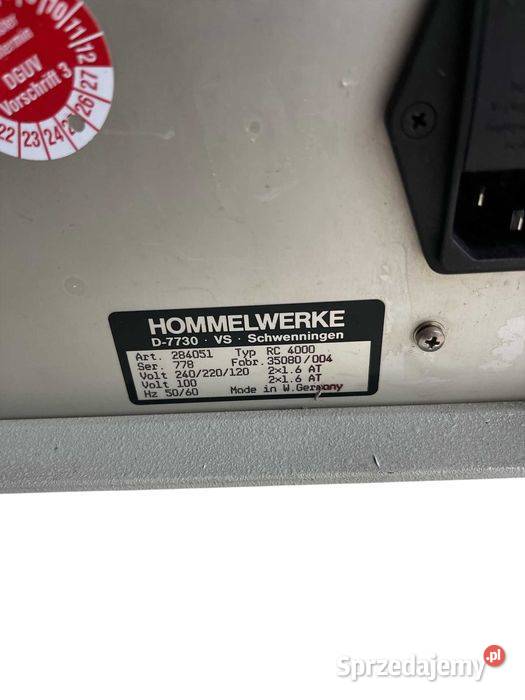 10 11 12
DGUV
Vorschrift 3
22 23 24 26 27
HOMMELWERKE
D-7730 · VS · Schwenningen
Art. 284051 Typ RC 4000
Ser. 778 Fabr. 35080/004
Volt 240/220/120 2×1.6 AT
Volt 100 2×1.6 AT
Hz 50/60 Made in W.Germany
Sprzedajemy.pl